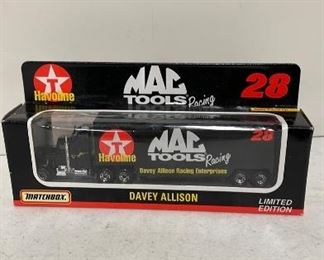 T
Havoline
MAC
TOOLS Racing
28
T
Havoline
MAC
TOOLS Racing
28
Davey Allison Racing Enterprises
MATCHBOX
DAVEY ALLISON
LIMITED
EDITION